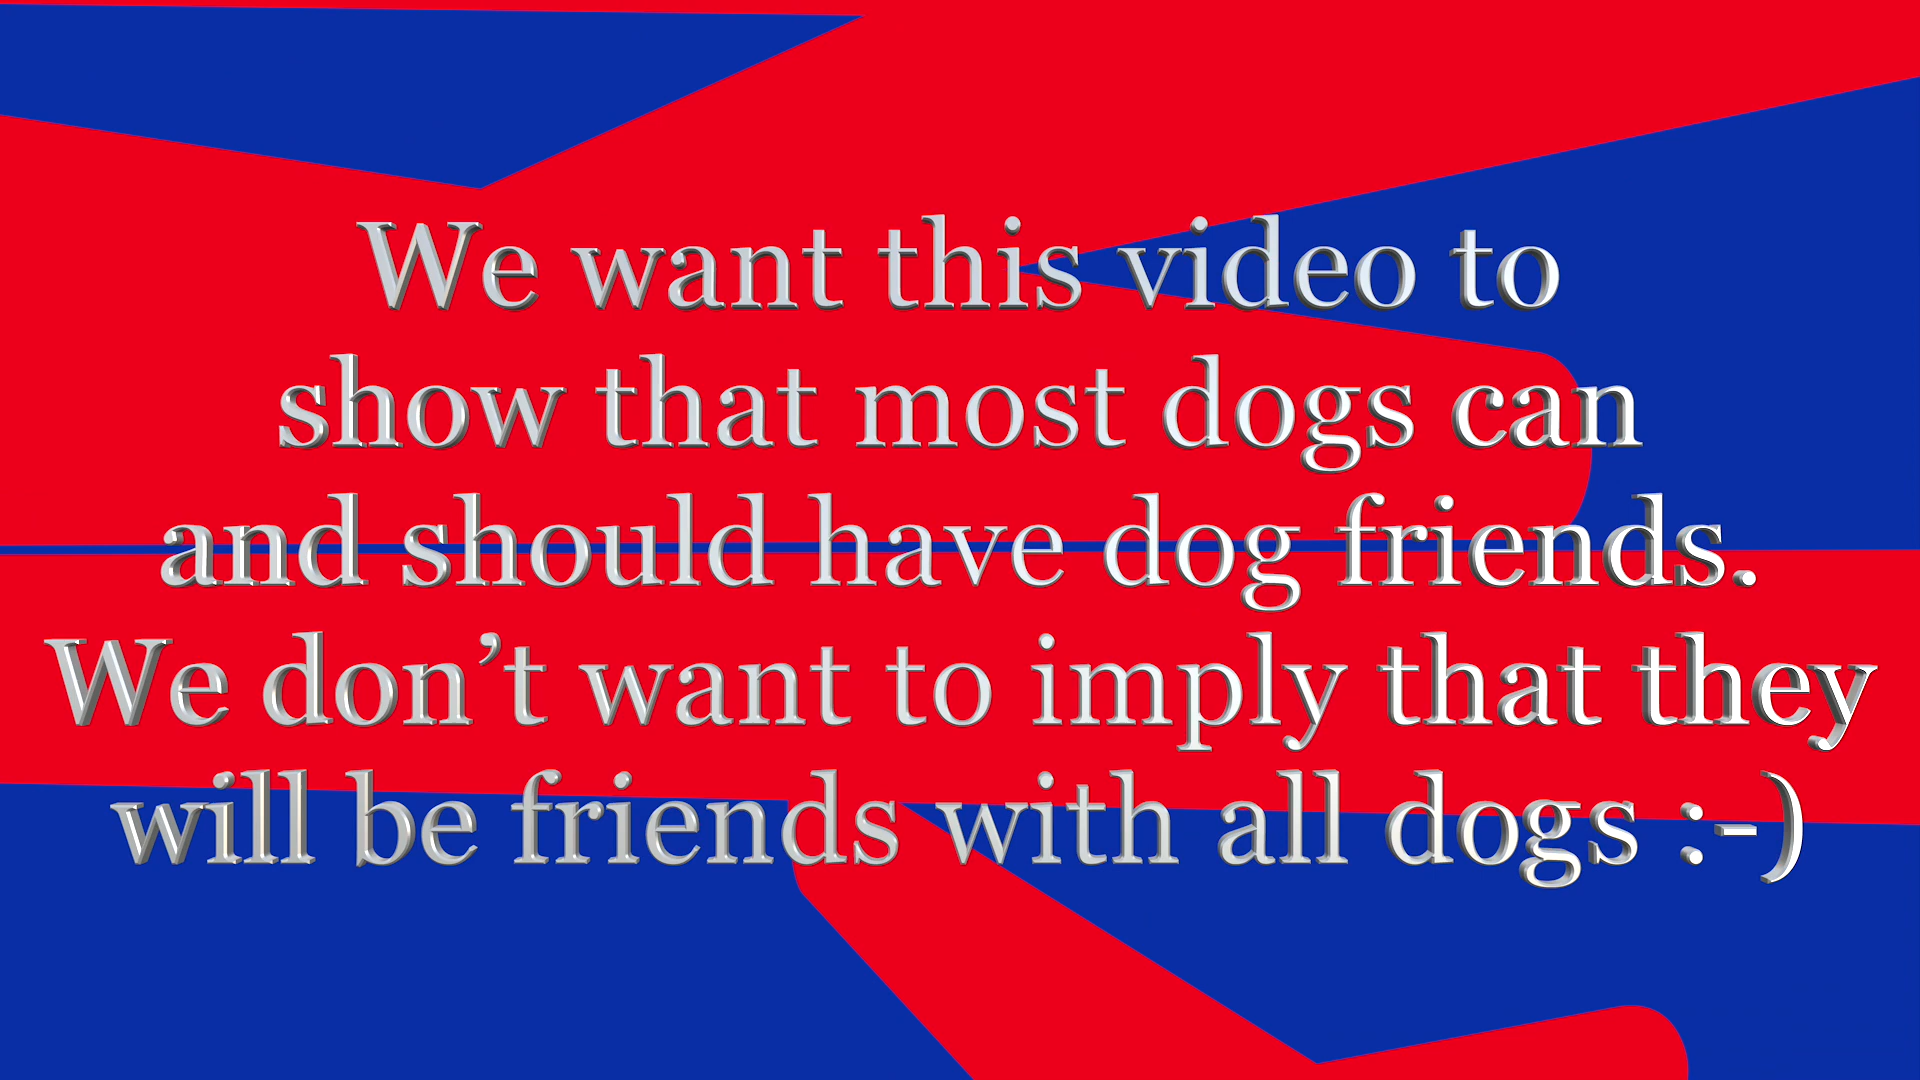 We want this video to
show that most dogs can
and should have dog friends.
We don’t want to imply that they
will be friends with all dogs :-)